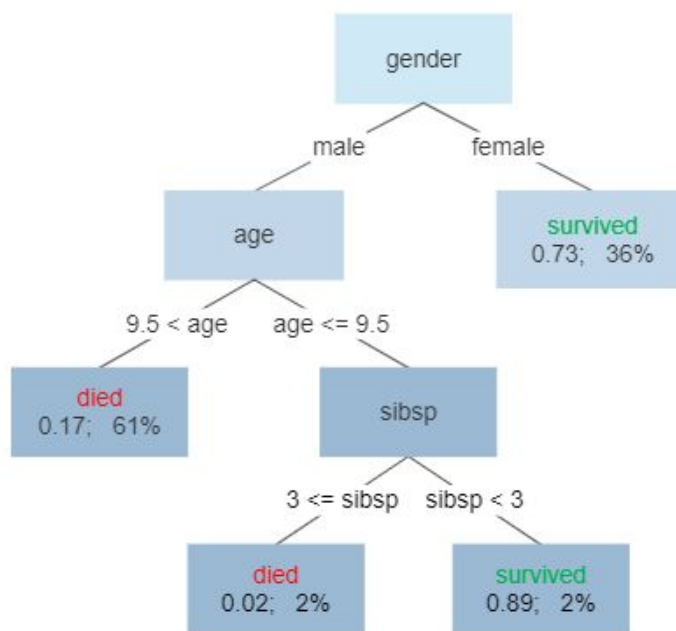 gender
male
female
age
survived
0.73; 36%
9.5 < age
age <= 9.5
died
0.17; 61%
sibsp
3 <= sibsp
sibsp < 3
died
0.02; 2%
survived
0.89; 2%